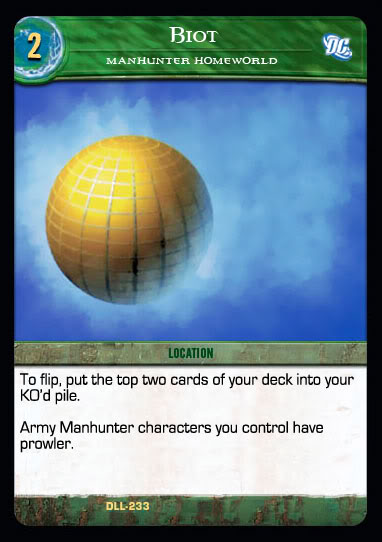 2
Biot
Manhunter Homeworld
DC
LOCATION
To flip, put the top two cards of your deck into your
KO'd pile.
Army Manhunter characters you control have
prowler.
DLL-233